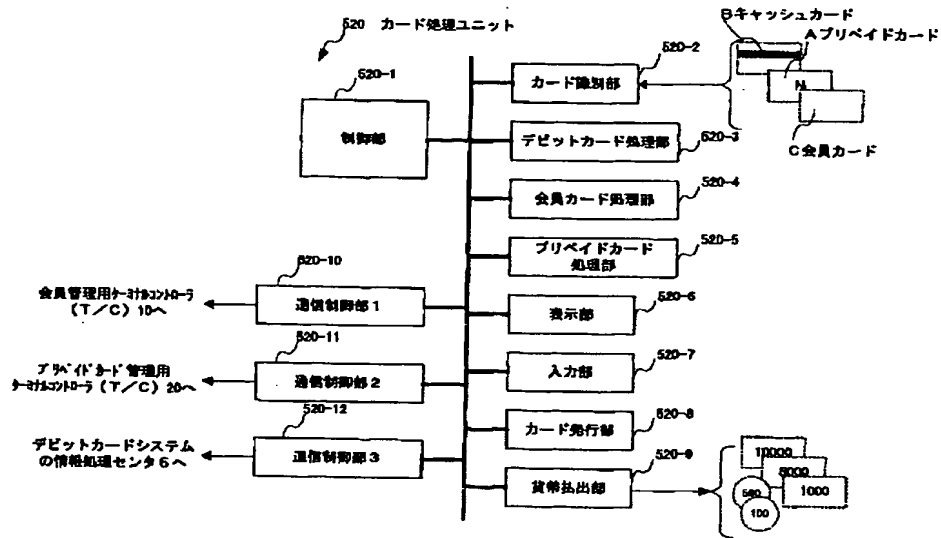 520 カード処理ユニット
520-1
制御部
520-2
カード識別部
Bキャッシュカード
Aプリペイドカード
N
C会員カード
520-3
デビットカード処理部
520-4
会員カード処理部
520-5
プリペイドカード
処理部
520-6
表示部
520-7
入力部
520-8
カード発行部
520-9
貨幣払出部
10000
5000
1000
500
100
520-10
通信制御部1
会員管理用ターミナルコントローラ
(T/C) 10へ
520-11
通信制御部2
プリペイドカード管理用
ターミナルコントローラ (T/C) 20へ
520-12
通信制御部3
デビットカードシステム
の情報処理センタ6へ